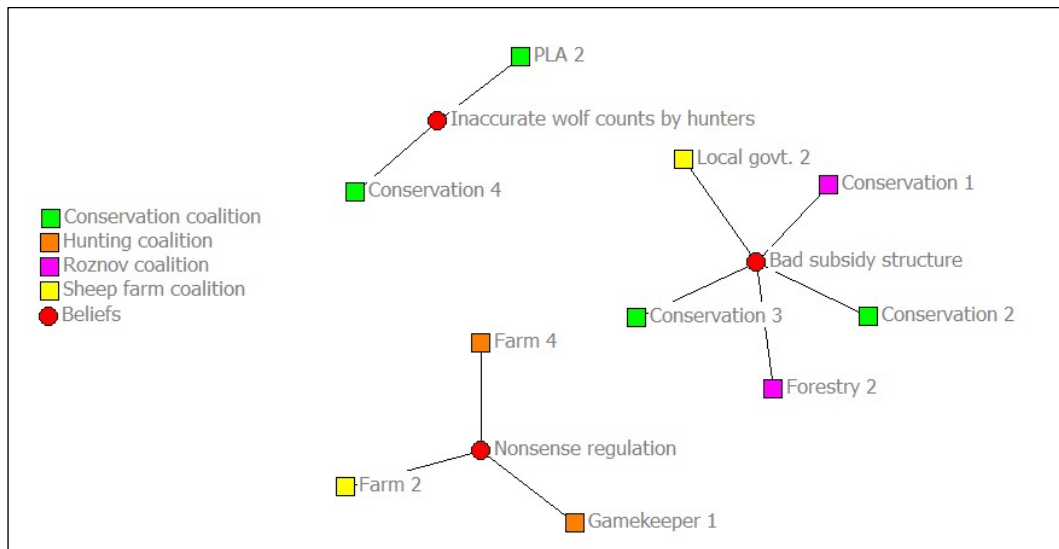 PLA 2
Inaccurate wolf counts by hunters
Local govt. 2
Conservation 1
Conservation 4
Conservation coalition
Hunting coalition
Roznov coalition
Sheep farm coalition
Beliefs
Bad subsidy structure
Conservation 3
Conservation 2
Farm 4
Forestry 2
Nonsense regulation
Farm 2
Gamekeeper 1